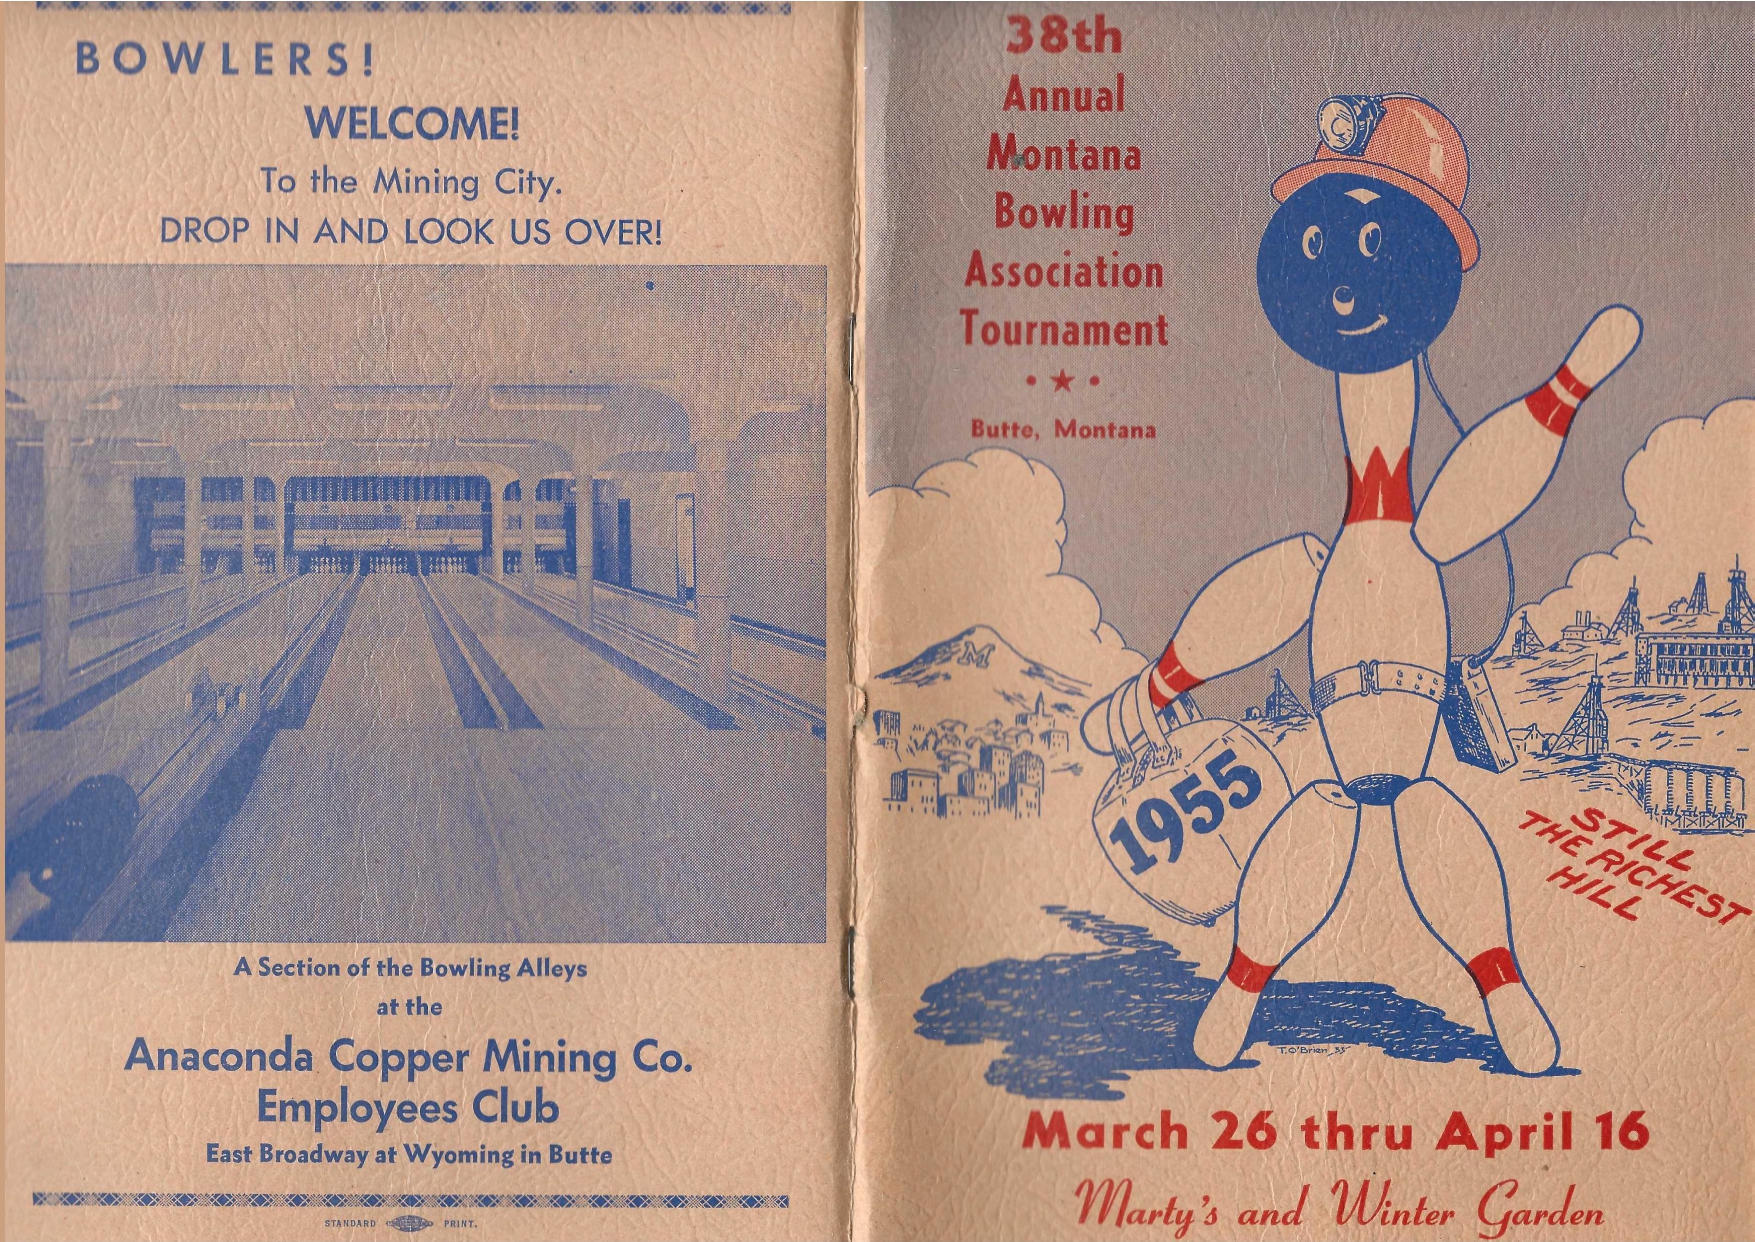 BOWLERS!
WELCOME!
To the Mining City.
DROP IN AND LOOK US OVER!
A Section of the Bowling Alleys
at the
Anaconda Copper Mining Co.
Employees Club
East Broadway at Wyoming in Butte
STANDARD PRINT.
38th
Annual
Montana
Bowling
Association
Tournament
Butte, Montana
M
1955
STILL
THE RICHEST
HILL
T. O'Brien '55
March 26 thru April 16
Marty's and Winter Garden